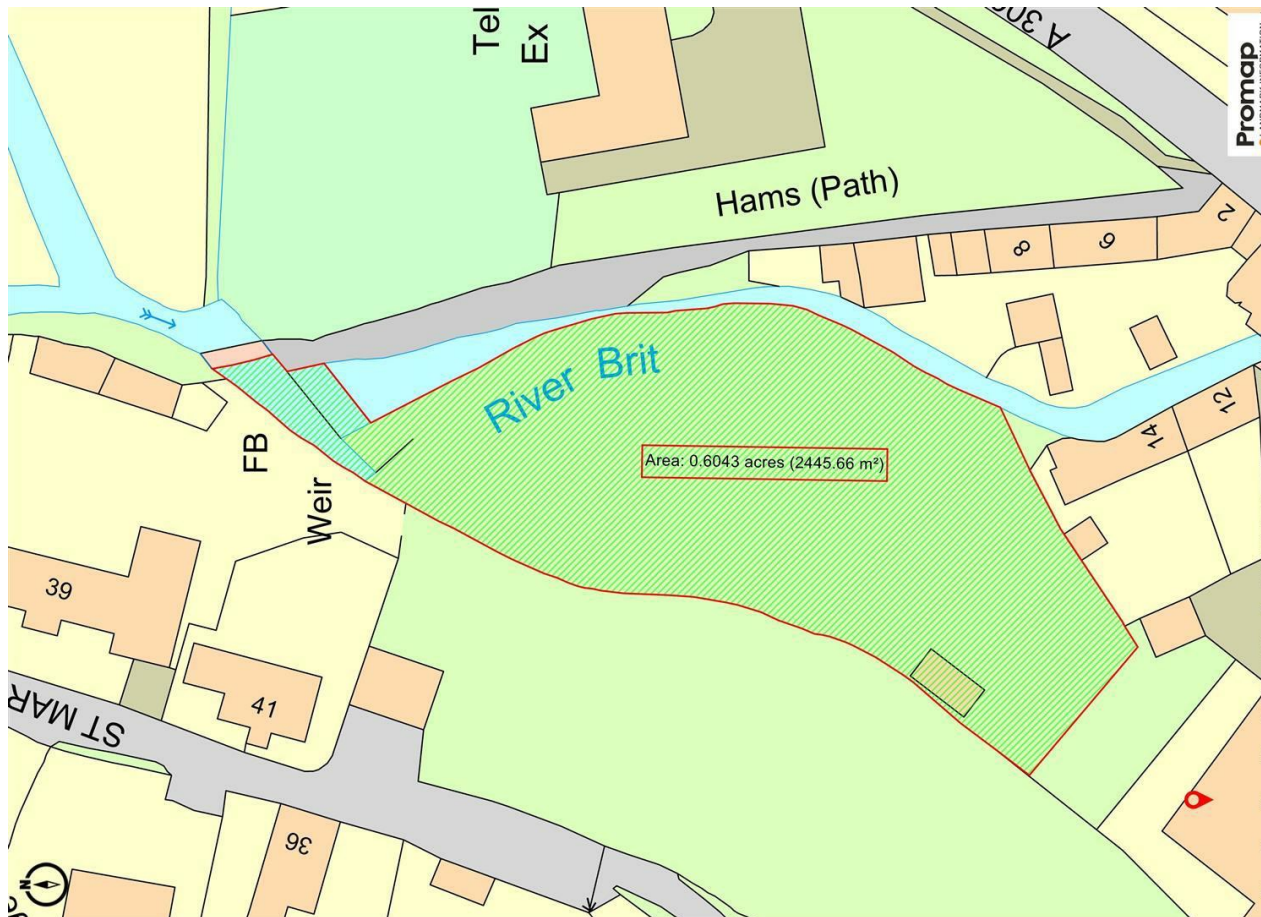 Tel
Ex
A 30
Promap
Hams (Path)
2
6
8
River Brit
12
14
Area: 0.6043 acres (2445.66 m²)
FB
Weir
39
41
ST MAR
36
N